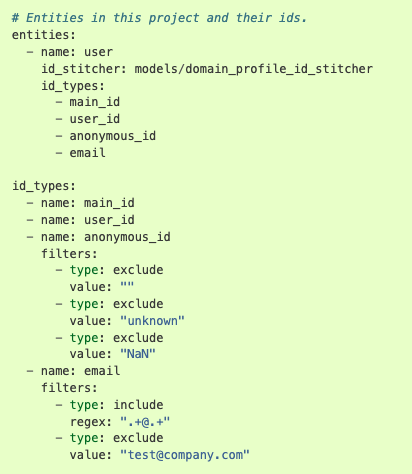 # Entities in this project and their ids.
entities:
  - name: user
    id_stitcher: models/domain_profile_id_stitcher
    id_types:
      - main_id
      - user_id
      - anonymous_id
      - email

id_types:
  - name: main_id
  - name: user_id
  - name: anonymous_id
    filters:
      - type: exclude
        value: ""
      - type: exclude
        value: "unknown"
      - type: exclude
        value: "NaN"
  - name: email
    filters:
      - type: include
        regex: ".+@.+"
      - type: exclude
        value: "test@company.com"